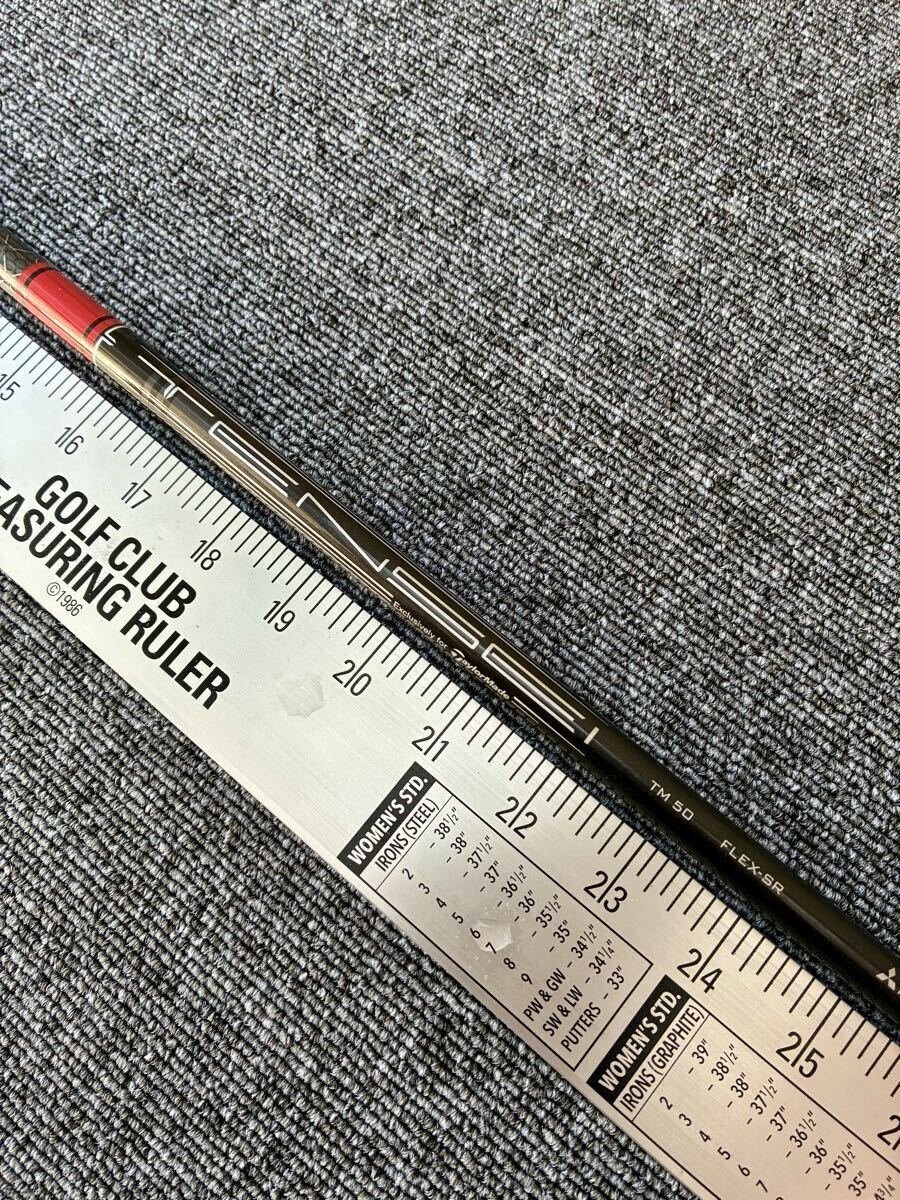 TENSEI
Exclusively for TaylorMade
TM 50
FLEX-SR
15 16 17 18 19 20 21 22 23 24 25
GOLF CLUB
EASURING RULER
©1986
WOMEN'S STD.
IRONS (STEEL)
2 - 38½"
3 - 38"
4 - 37½"
5 - 37"
6 - 36½"
7 - 36"
8 - 35½"
9 - 35"
PW & GW - 34½"
SW & LW - 34¼"
PUTTERS - 33"
WOMEN'S STD.
IRONS (GRAPHITE)
2 - 39"
3 - 38½"
4 - 38"
5 - 37½"
6 - 37"
7 - 36½"
- 36"
- 35½"
35"